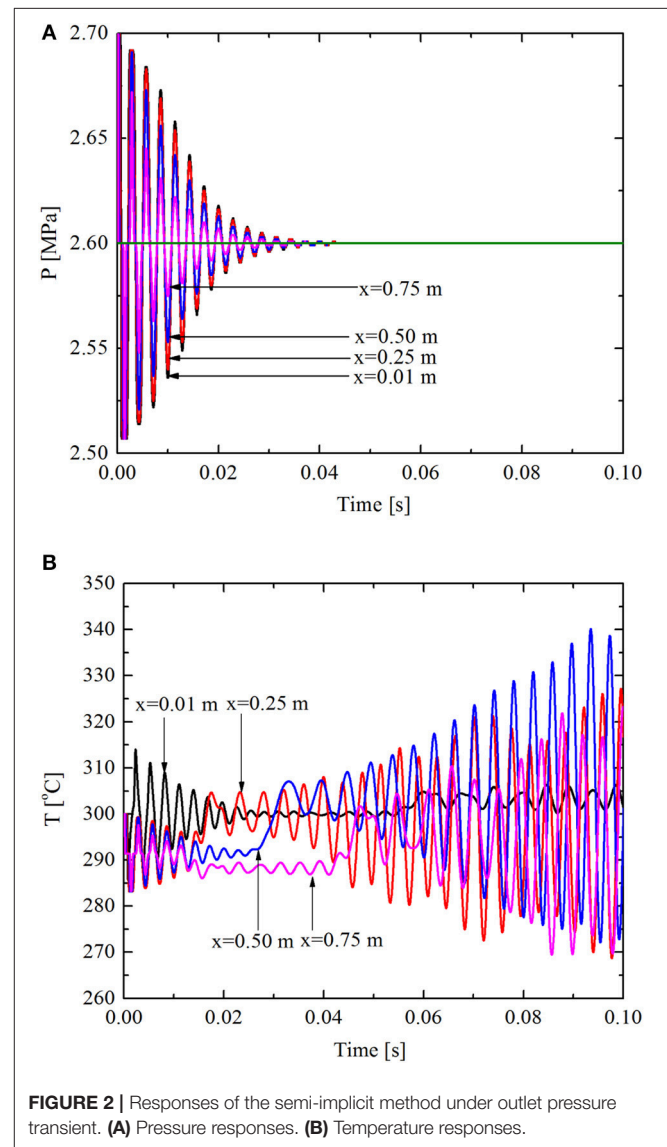 A
2.70
2.65
2.60
2.55
2.50
P [MPa]
x=0.75 m
x=0.50 m
x=0.25 m
x=0.01 m
0.00 0.02 0.04 0.06 0.08 0.10
Time [s]
B
350
340
330
320
310
300
290
280
270
260
T [°C]
x=0.01 m x=0.25 m
x=0.50 m x=0.75 m
0.00 0.02 0.04 0.06 0.08 0.10
Time [s]
FIGURE 2 | Responses of the semi-implicit method under outlet pressure
transient. (A) Pressure responses. (B) Temperature responses.